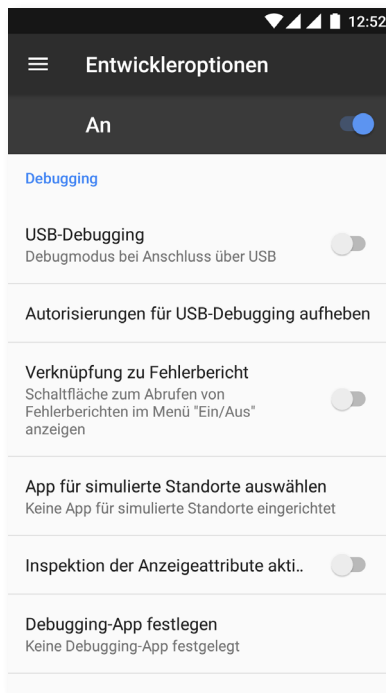 12:52
Entwickleroptionen
An
Debugging
USB-Debugging
Debugmodus bei Anschluss über USB
Autorisierungen für USB-Debugging aufheben
Verknüpfung zu Fehlerbericht
Schaltfläche zum Abrufen von
Fehlerberichten im Menü "Ein/Aus"
anzeigen
App für simulierte Standorte auswählen
Keine App für simulierte Standorte eingerichtet
Inspektion der Anzeigeattribute akti..
Debugging-App festlegen
Keine Debugging-App festgelegt